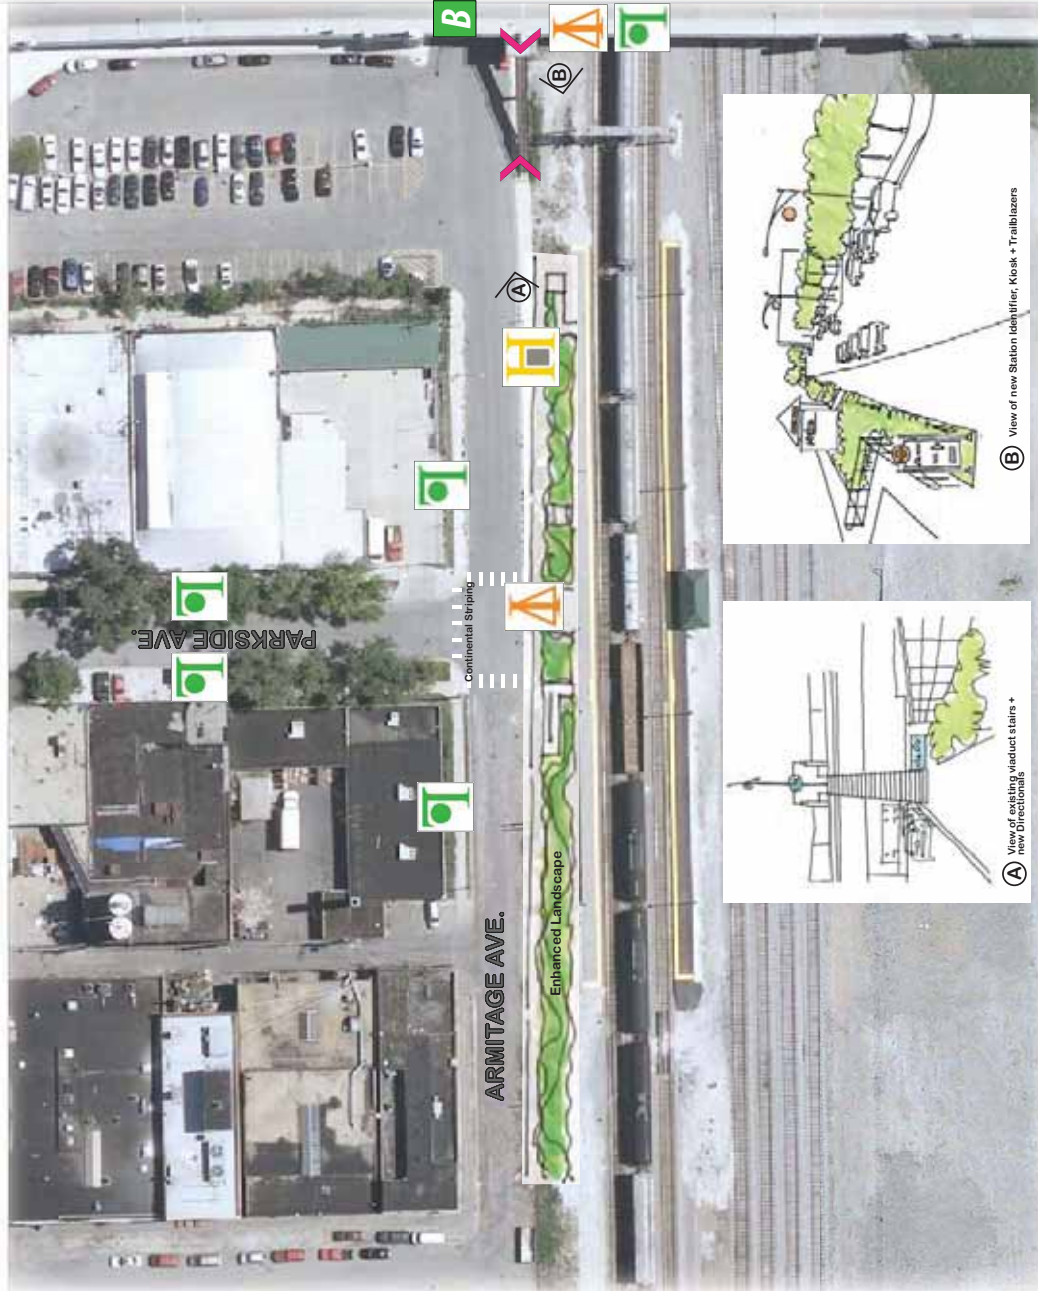 B
B
L
L
L
L
L
A
PARKSIDE AVE.
Continental Striping
ARMITAGE AVE.
Enhanced Landscape
B View of new Station Identifier, Kiosk + Trailblazers
A View of existing viaduct stairs +
new Directionals